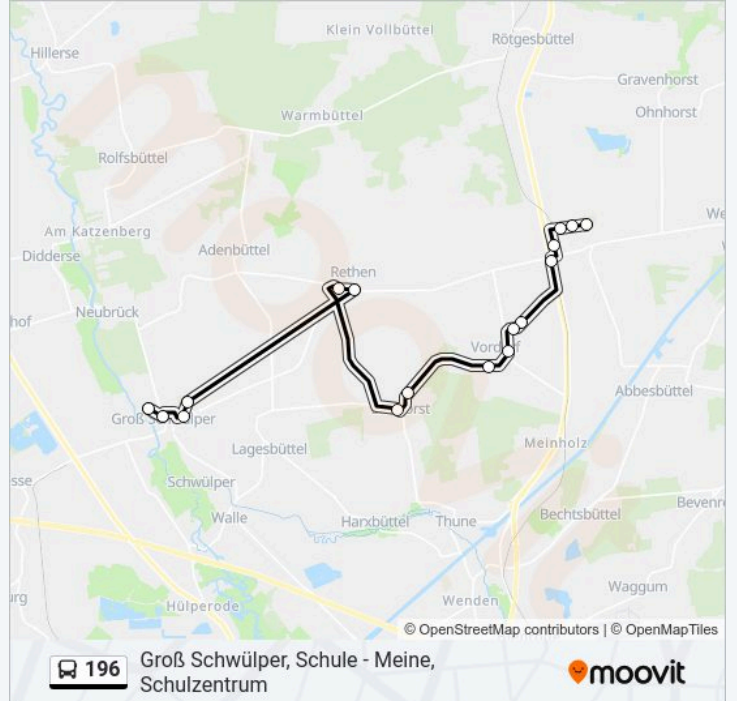 Klein Vollbüttel
Rötgesbüttel
Hillerse
Gravenhorst
Ohnhorst
Warmbüttel
Rolfsbüttel
Am Katzenberg
Adenbüttel
Didderse
Rethen
We
hof
Neubrück
Vordorf
Abbesbüttel
Groß Schwülper
Meinholz
Lagesbüttel
sse
Schwülper
Walle
Harxbüttel
Thune
Bechtsbüttel
Bevenr
Wenden
Waggum
urg
Hülperode
© OpenStreetMap contributors | © OpenMapTiles
196
Groß Schwülper, Schule - Meine,
Schulzentrum
moovit